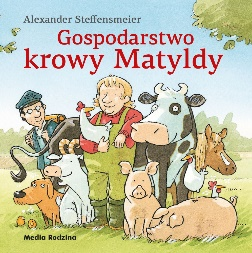 Alexander Steffensmeier
Gospodarstwo
krowy Matyldy
Media Rodzina